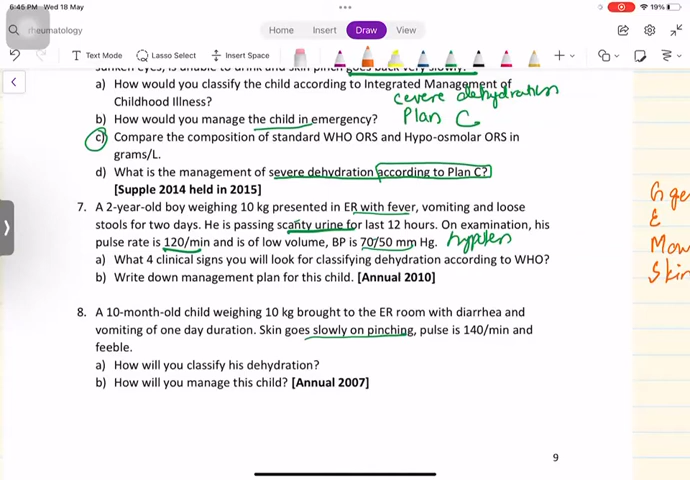 6:45 PM Wed 18 May
19%
rheumatology
Home Insert Draw View
Text Mode Lasso Select Insert Space
a) How would you classify the child according to Integrated Management of
Childhood Illness?
severe dehydration
b) How would you manage the child in emergency?
Plan C
c) Compare the composition of standard WHO ORS and Hypo-osmolar ORS in
grams/L.
d) What is the management of severe dehydration according to Plan C?
[Supple 2014 held in 2015]
7. A 2-year-old boy weighing 10 kg presented in ER with fever, vomiting and loose
stools for two days. He is passing scanty urine for last 12 hours. On examination, his
pulse rate is 120/min and is of low volume, BP is 70/50 mm Hg.
a) What 4 clinical signs you will look for classifying dehydration according to WHO?
b) Write down management plan for this child. [Annual 2010]
8. A 10-month-old child weighing 10 kg brought to the ER room with diarrhea and
vomiting of one day duration. Skin goes slowly on pinching, pulse is 140/min and
feeble.
a) How will you classify his dehydration?
b) How will you manage this child? [Annual 2007]
9
E
Mou
Skin